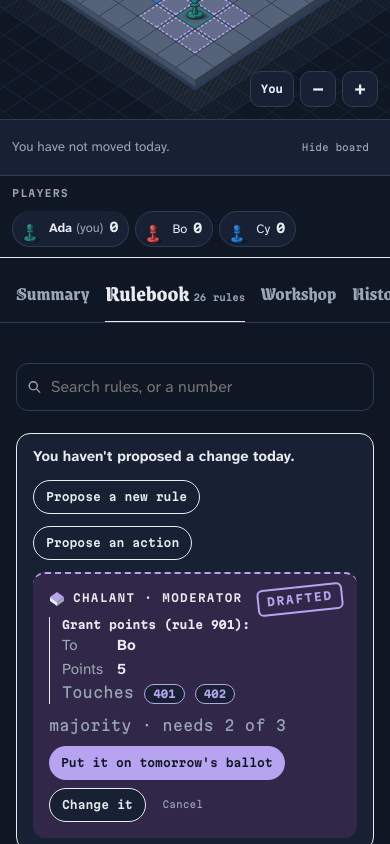 You − +
You have not moved today. Hide board
PLAYERS
Ada (you) 0 Bo 0 Cy 0
Summary Rulebook 26 rules Workshop Histo
Search rules, or a number
You haven't proposed a change today.
Propose a new rule
Propose an action
CHALANT · MODERATOR DRAFTED
Grant points (rule 901):
To Bo
Points 5
Touches 401 402
majority · needs 2 of 3
Put it on tomorrow's ballot
Change it Cancel